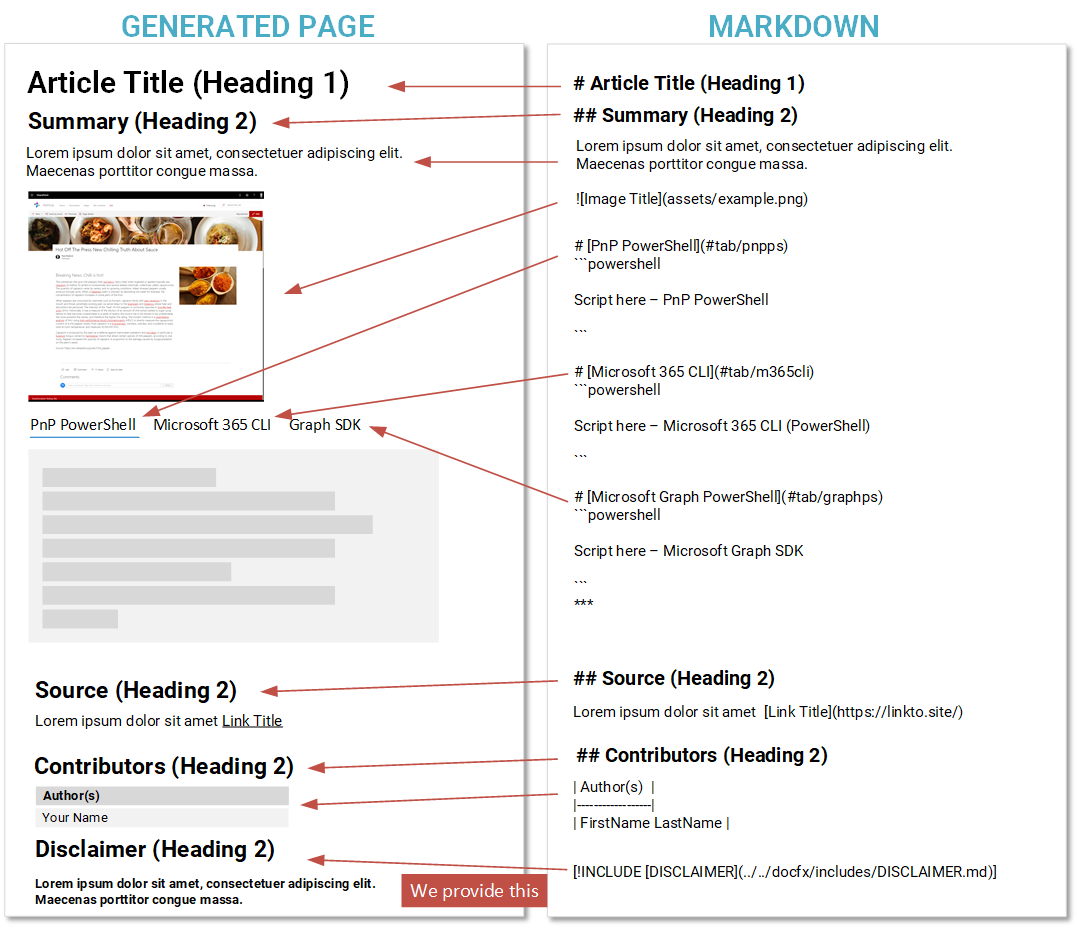 GENERATED PAGE
Article Title (Heading 1)
Summary (Heading 2)
Lorem ipsum dolor sit amet, consectetuer adipiscing elit.
Maecenas porttitor congue massa.
Hot Off The Press New Chilling Truth About Sauce
Breaking News: Chilli is hot!
Comments
PnP PowerShell
Microsoft 365 CLI
Graph SDK
Source (Heading 2)
Lorem ipsum dolor sit amet Link Title
Contributors (Heading 2)
Author(s)
Your Name
Disclaimer (Heading 2)
Lorem ipsum dolor sit amet, consectetuer adipiscing elit.
Maecenas porttitor congue massa.
We provide this
MARKDOWN
# Article Title (Heading 1)
## Summary (Heading 2)
Lorem ipsum dolor sit amet, consectetuer adipiscing elit.
Maecenas porttitor congue massa.
![Image Title](assets/example.png)
# [PnP PowerShell](#tab/pnpps)
```powershell
Script here – PnP PowerShell
```
# [Microsoft 365 CLI](#tab/m365cli)
```powershell
Script here – Microsoft 365 CLI (PowerShell)
```
# [Microsoft Graph PowerShell](#tab/graphps)
```powershell
Script here – Microsoft Graph SDK
```
***
## Source (Heading 2)
Lorem ipsum dolor sit amet  [Link Title](https://linkto.site/)
## Contributors (Heading 2)
| Author(s)  |
|------------------|
| FirstName LastName |
[!INCLUDE [DISCLAIMER](../../docfx/includes/DISCLAIMER.md)]